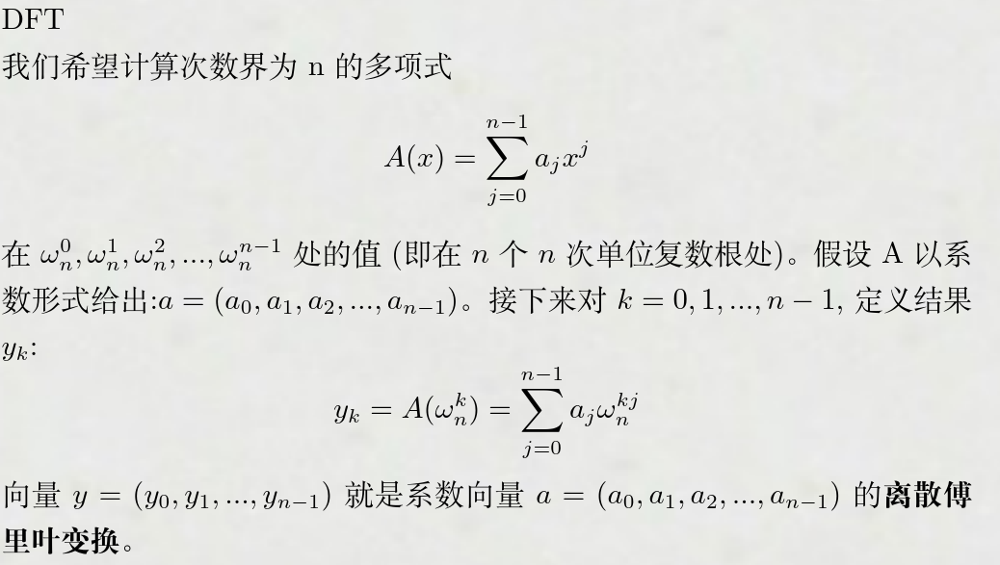 DFT
我们希望计算次数界为 n 的多项式
$A(x) = \sum_{j=0}^{n-1} a_j x^j$
在 $\omega_n^0, \omega_n^1, \omega_n^2, ..., \omega_n^{n-1}$ 处的值 (即在 $n$ 个 $n$ 次单位复数根处)。假设 A 以系
数形式给出:$a = (a_0, a_1, a_2, ..., a_{n-1})$。接下来对 $k = 0, 1, ..., n-1$, 定义结果
$y_k$:
$y_k = A(\omega_n^k) = \sum_{j=0}^{n-1} a_j \omega_n^{kj}$
向量 $y = (y_0, y_1, ..., y_{n-1})$ 就是系数向量 $a = (a_0, a_1, a_2, ..., a_{n-1})$ 的离散傅
里叶变换。